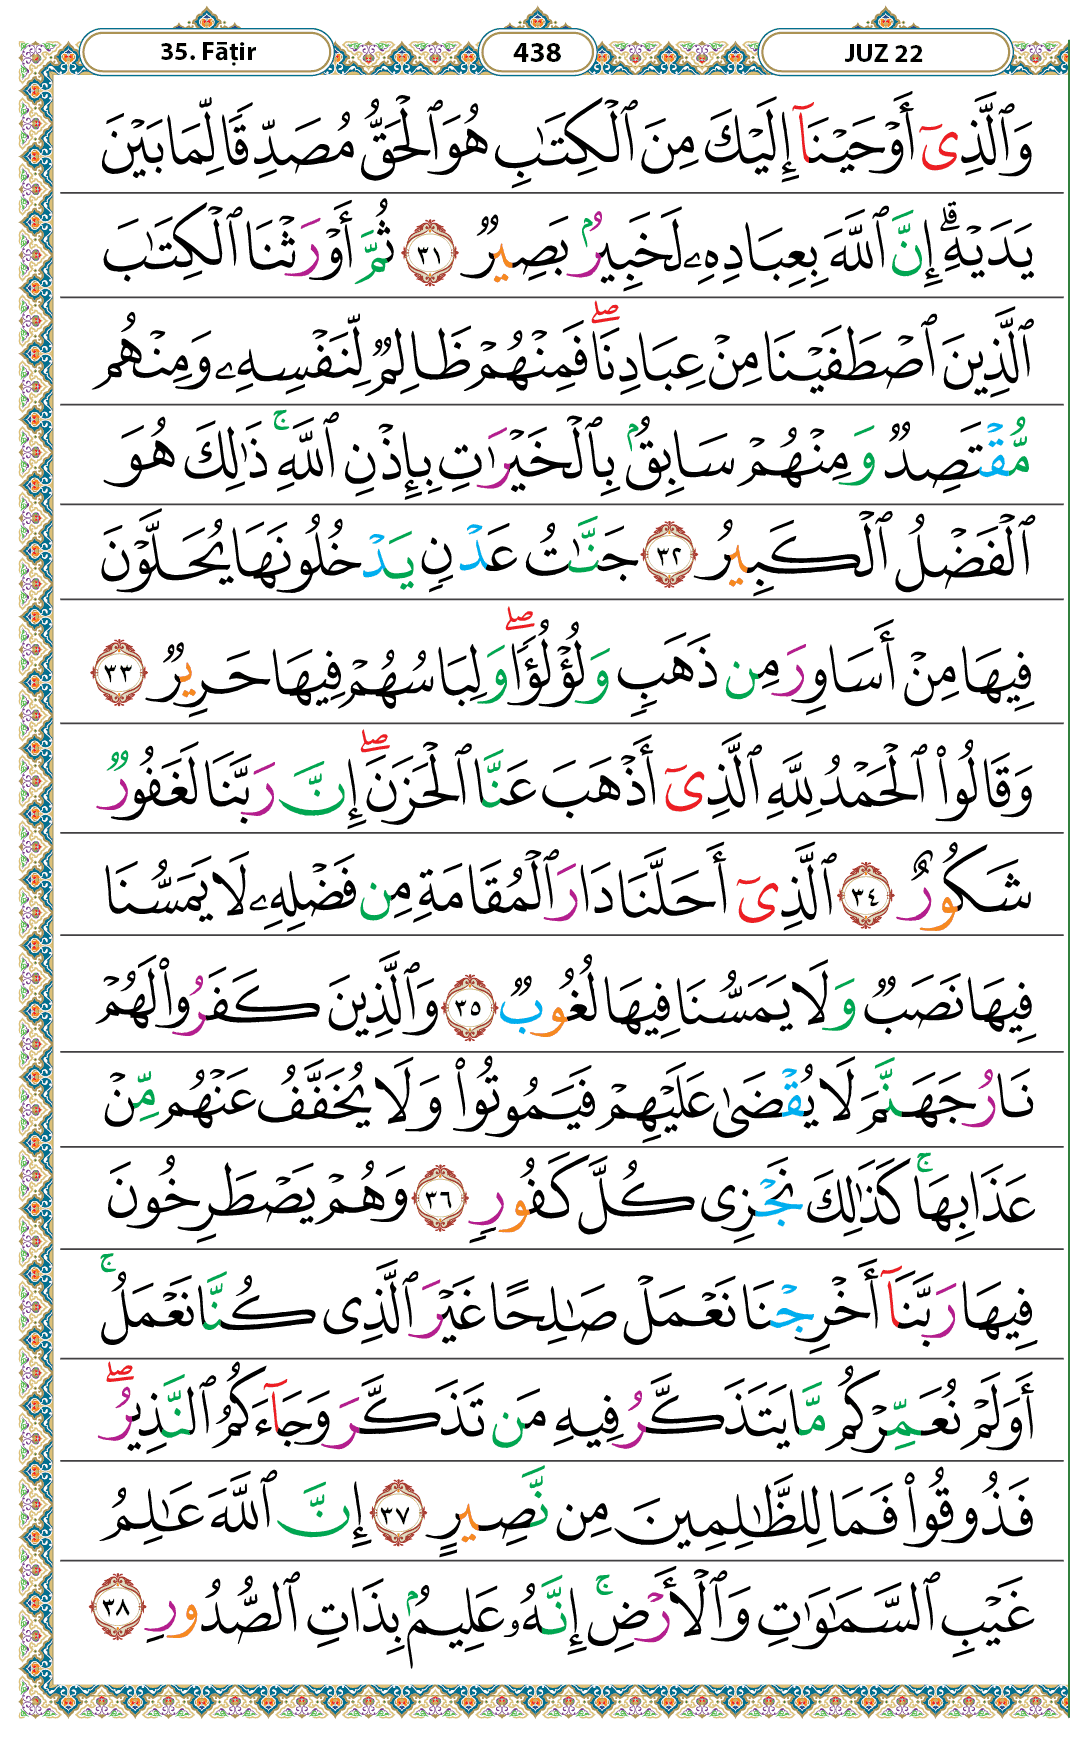 35. Fāṭir 438 JUZ 22
وَٱلَّذِىٓ أَوْحَيْنَآ إِلَيْكَ مِنَ ٱلْكِتَٰبِ هُوَ ٱلْحَقُّ مُصَدِّقًا لِّمَا بَيْنَ
يَدَيْهِ ۗ إِنَّ ٱللَّهَ بِعِبَادِهِۦ لَخَبِيرٌۢ بَصِيرٌ ٣١ ثُمَّ أَوْرَثْنَا ٱلْكِتَٰبَ
ٱلَّذِينَ ٱصْطَفَيْنَا مِنْ عِبَادِنَا ۖ فَمِنْهُمْ ظَالِمٌ لِّنَفْسِهِۦ وَمِنْهُم
مُّقْتَصِدٌ وَمِنْهُمْ سَابِقٌۢ بِٱلْخَيْرَٰتِ بِإِذْنِ ٱللَّهِ ۚ ذَٰلِكَ هُوَ
ٱلْفَضْلُ ٱلْكَبِيرُ ٣٢ جَنَّٰتُ عَدْنٍ يَدْخُلُونَهَا يُحَلَّوْنَ
فِيهَا مِنْ أَسَاوِرَ مِن ذَهَبٍ وَلُؤْلُؤًا ۖ وَلِبَاسُهُمْ فِيهَا حَرِيرٌ ٣٣
وَقَالُوا۟ ٱلْحَمْدُ لِلَّهِ ٱلَّذِىٓ أَذْهَبَ عَنَّا ٱلْحَزَنَ ۖ إِنَّ رَبَّنَا لَغَفُورٌ
شَكُورٌ ٣٤ ٱلَّذِىٓ أَحَلَّنَا دَارَ ٱلْمُقَامَةِ مِن فَضْلِهِۦ لَا يَمَسُّنَا
فِيهَا نَصَبٌ وَلَا يَمَسُّنَا فِيهَا لُغُوبٌ ٣٥ وَٱلَّذِينَ كَفَرُوا۟ لَهُمْ
نَارُ جَهَنَّمَ لَا يُقْضَىٰ عَلَيْهِمْ فَيَمُوتُوا۟ وَلَا يُخَفَّفُ عَنْهُم مِّنْ
عَذَابِهَا ۚ كَذَٰلِكَ نَجْزِى كُلَّ كَفُورٍ ٣٦ وَهُمْ يَصْطَرِخُونَ
فِيهَا رَبَّنَآ أَخْرِجْنَا نَعْمَلْ صَٰلِحًا غَيْرَ ٱلَّذِى كُنَّا نَعْمَلُ ۚ
أَوَلَمْ نُعَمِّرْكُم مَّا يَتَذَكَّرُ فِيهِ مَن تَذَكَّرَ وَجَآءَكُمُ ٱلنَّذِيرُ ۖ
فَذُوقُوا۟ فَمَا لِلظَّٰلِمِينَ مِن نَّصِيرٍ ٣٧ إِنَّ ٱللَّهَ عَٰلِمُ
غَيْبِ ٱلسَّمَٰوَٰتِ وَٱلْأَرْضِ ۚ إِنَّهُۥ عَلِيمٌۢ بِذَاتِ ٱلصُّدُورِ ٣٨